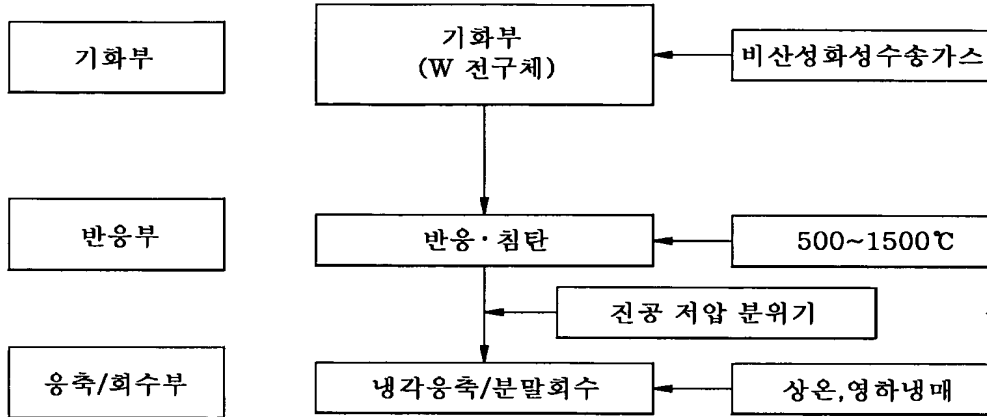 기화부
기화부
(W 전구체)
비산성화성수송가스
반응부
반응·침탄
500~1500℃
진공 저압 분위기
응축/회수부
냉각응축/분말회수
상온,영하냉매